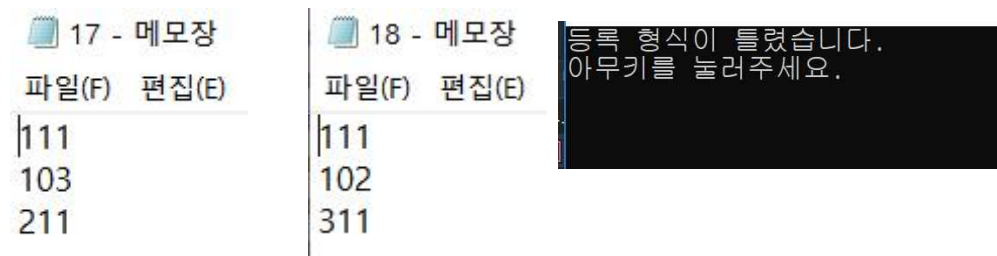 17 - 메모장
파일(F) 편집(E)
111
103
211
18 - 메모장
파일(F) 편집(E)
111
102
311
등록 형식이 틀렸습니다.
아무키를 눌러주세요.